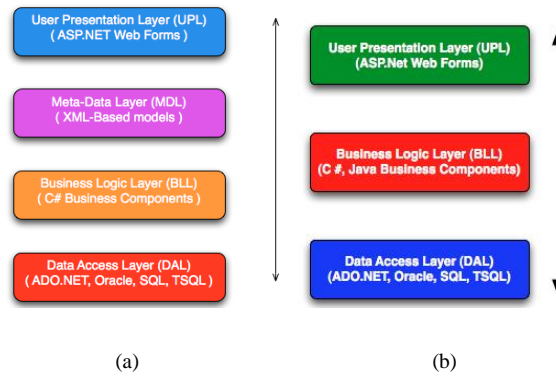 User Presentation Layer (UPL)
( ASP.NET Web Forms )
Meta-Data Layer (MDL)
( XML-Based models )
Business Logic Layer (BLL)
( C# Business Components )
Data Access Layer (DAL)
( ADO.NET, Oracle, SQL, TSQL )
(a)
User Presentation Layer (UPL)
(ASP.Net Web Forms)
Business Logic Layer (BLL)
(C #, Java Business Components)
Data Access Layer (DAL)
(ADO.NET, Oracle, SQL, TSQL)
(b)